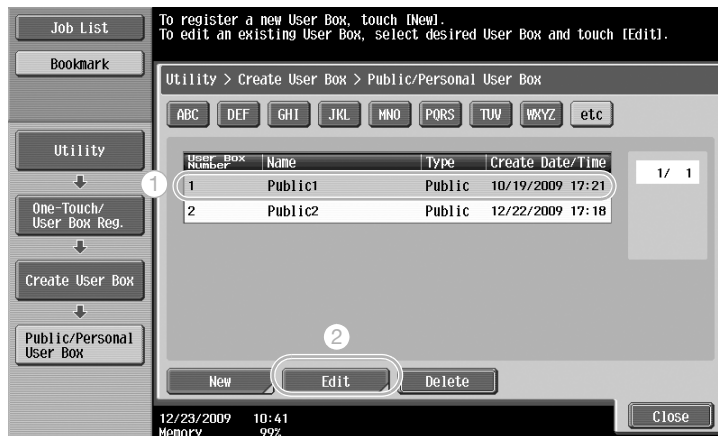 To register a new User Box, touch [New].
To edit an existing User Box, select desired User Box and touch [Edit].
Job List
Bookmark
Utility > Create User Box > Public/Personal User Box
ABC DEF GHI JKL MNO PQRS TUV WXYZ etc
Utility
One-Touch/
User Box Reg.
Create User Box
Public/Personal
User Box
User Box
Number Name Type Create Date/Time
1/ 1
1
1 Public1 Public 10/19/2009 17:21
2 Public2 Public 12/22/2009 17:18
2
New Edit Delete
12/23/2009 10:41
Memory 99%
Close